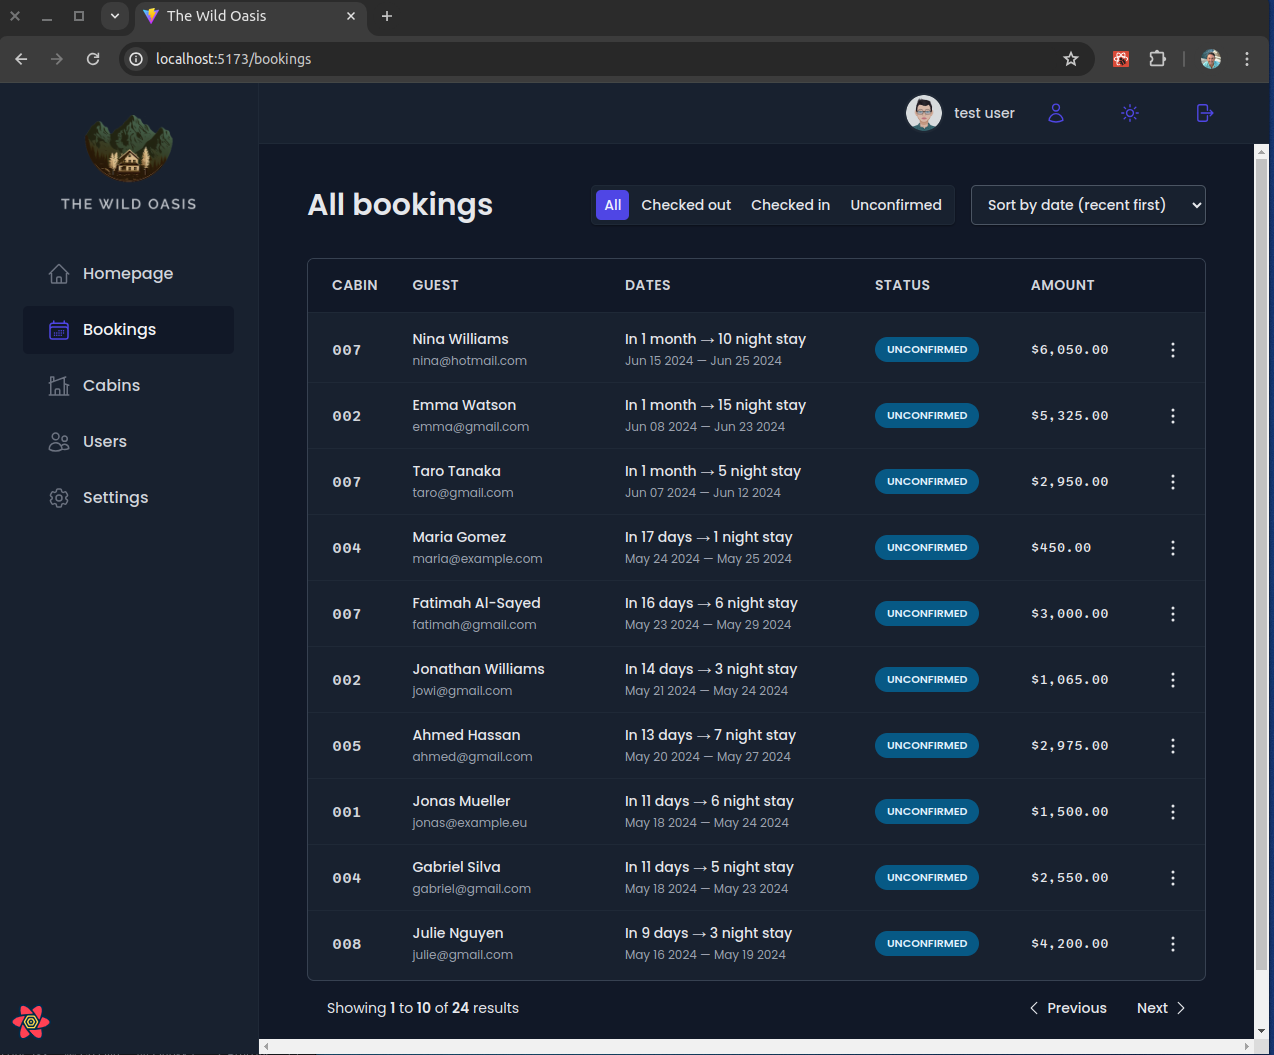 The Wild Oasis
localhost:5173/bookings
test user
THE WILD OASIS
Homepage
Bookings
Cabins
Users
Settings
All bookings
All Checked out Checked in Unconfirmed
Sort by date (recent first)
CABIN GUEST DATES STATUS AMOUNT
007 Nina Williams In 1 month → 10 night stay UNCONFIRMED $6,050.00
nina@hotmail.com Jun 15 2024 — Jun 25 2024
002 Emma Watson In 1 month → 15 night stay UNCONFIRMED $5,325.00
emma@gmail.com Jun 08 2024 — Jun 23 2024
007 Taro Tanaka In 1 month → 5 night stay UNCONFIRMED $2,950.00
taro@gmail.com Jun 07 2024 — Jun 12 2024
004 Maria Gomez In 17 days → 1 night stay UNCONFIRMED $450.00
maria@example.com May 24 2024 — May 25 2024
007 Fatimah Al-Sayed In 16 days → 6 night stay UNCONFIRMED $3,000.00
fatimah@gmail.com May 23 2024 — May 29 2024
002 Jonathan Williams In 14 days → 3 night stay UNCONFIRMED $1,065.00
jowi@gmail.com May 21 2024 — May 24 2024
005 Ahmed Hassan In 13 days → 7 night stay UNCONFIRMED $2,975.00
ahmed@gmail.com May 20 2024 — May 27 2024
001 Jonas Mueller In 11 days → 6 night stay UNCONFIRMED $1,500.00
jonas@example.eu May 18 2024 — May 24 2024
004 Gabriel Silva In 11 days → 5 night stay UNCONFIRMED $2,550.00
gabriel@gmail.com May 18 2024 — May 23 2024
008 Julie Nguyen In 9 days → 3 night stay UNCONFIRMED $4,200.00
julie@gmail.com May 16 2024 — May 19 2024
Showing 1 to 10 of 24 results
Previous Next